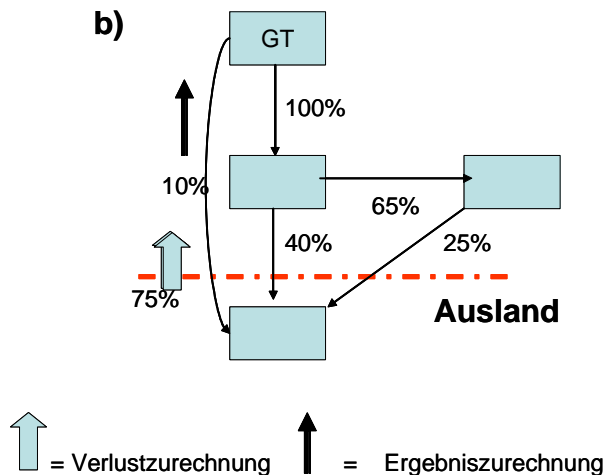 b)
GT
100%
10%
65%
40%
25%
75%
Ausland
= Verlustzurechnung
= Ergebniszurechnung